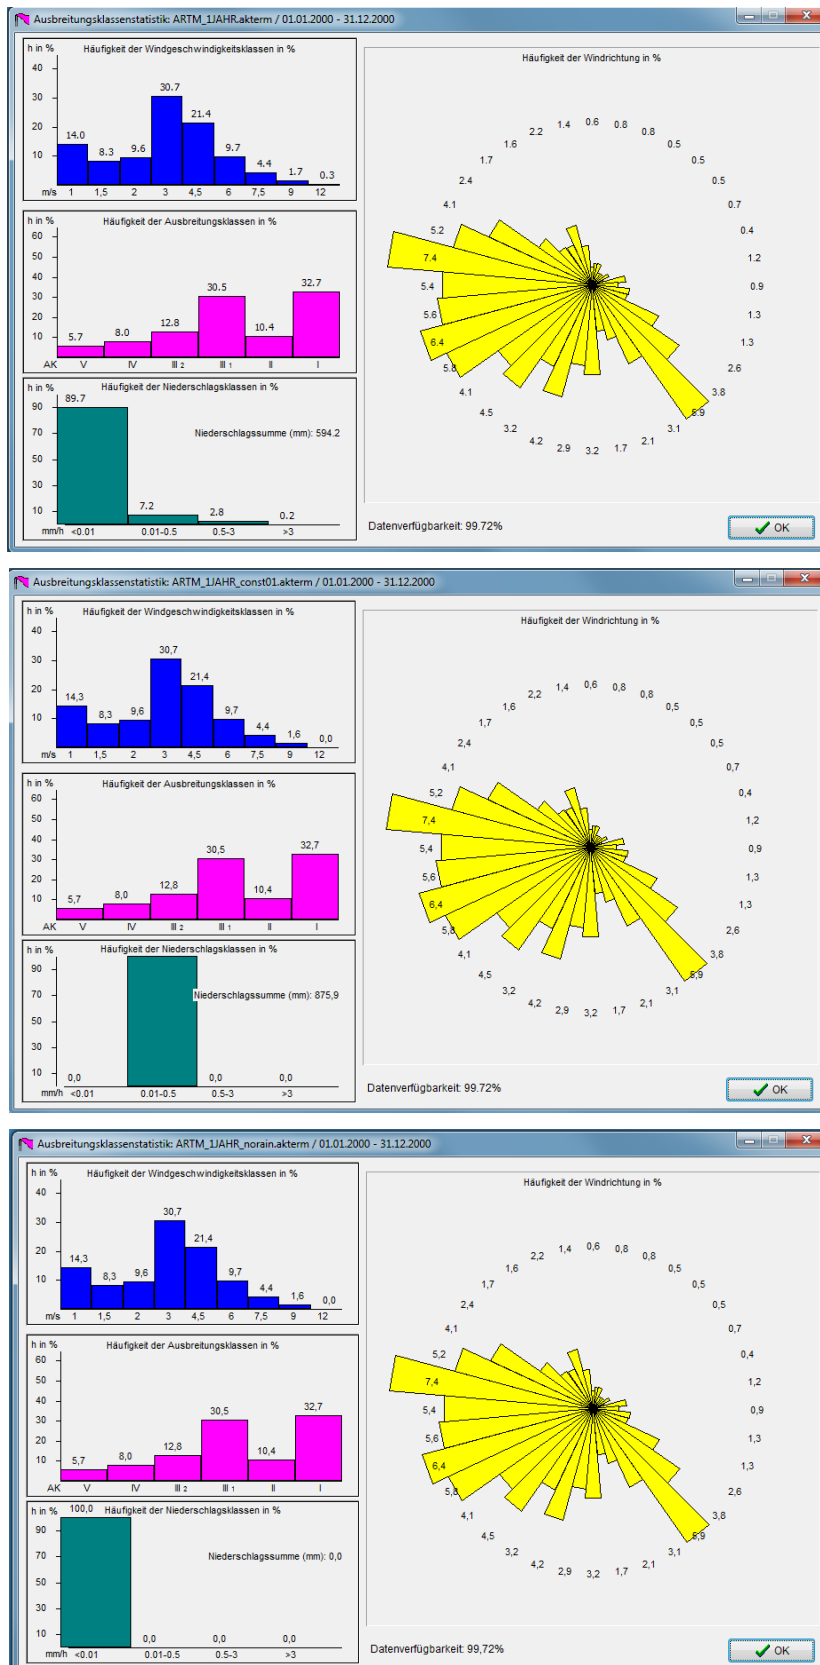 Ausbreitungsklassenstatistik: ARTM_1JAHR.akterm / 01.01.2000 - 31.12.2000
h in % Häufigkeit der Windgeschwindigkeitsklassen in %
40
30
20
10
14.0 8.3 9.6 30.7 21.4 9.7 4.4 1.7 0.3
m/s 1 1,5 2 3 4,5 6 7,5 9 12
h in % Häufigkeit der Ausbreitungsklassen in %
60
50
40
30
20
10
5.7 8.0 12.8 30.5 10.4 32.7
AK V IV III 2 III 1 II I
h in % Häufigkeit der Niederschlagsklassen in %
90
70
50
30
10
89.7 7.2 2.8 0.2
Niederschlagssumme (mm): 594.2
mm/h <0.01 0.01-0.5 0.5-3 >3
Häufigkeit der Windrichtung in %
0.6 0.8 0.8 0.5 0.5 0.5 0.7 0.4 1.2 0.9 1.3 1.3 2.6 3.8 5.9 3.1 2.1 1.7 3.2 2.9 4.2 3.2 4.5 4.1 5.8 6.4 5.6 5.4 7.4 5.2 4.1 2.4 1.7 1.6 2.2 1.4
Datenverfügbarkeit: 99.72%
OK
Ausbreitungsklassenstatistik: ARTM_1JAHR_const01.akterm / 01.01.2000 - 31.12.2000
h in % Häufigkeit der Windgeschwindigkeitsklassen in %
40
30
20
10
14,3 8,3 9,6 30,7 21,4 9,7 4,4 1,6 0,0
m/s 1 1,5 2 3 4,5 6 7,5 9 12
h in % Häufigkeit der Ausbreitungsklassen in %
60
50
40
30
20
10
5,7 8,0 12,8 30,5 10,4 32,7
AK V IV III 2 III 1 II I
h in % Häufigkeit der Niederschlagsklassen in %
90
70
50
30
10
0,0 0,0 0,0
Niederschlagssumme (mm): 875,9
mm/h <0.01 0.01-0.5 0.5-3 >3
Häufigkeit der Windrichtung in %
0,6 0,8 0,8 0,5 0,5 0,5 0,7 0,4 1,2 0,9 1,3 1,3 2,6 3,8 5,9 3,1 2,1 1,7 3,2 2,9 4,2 3,2 4,5 4,1 5,8 6,4 5,6 5,4 7,4 5,2 4,1 2,4 1,7 1,6 2,2 1,4
Datenverfügbarkeit: 99.72%
OK
Ausbreitungsklassenstatistik: ARTM_1JAHR_norain.akterm / 01.01.2000 - 31.12.2000
h in % Häufigkeit der Windgeschwindigkeitsklassen in %
40
30
20
10
14,3 8,3 9,6 30,7 21,4 9,7 4,4 1,6 0,0
m/s 1 1,5 2 3 4,5 6 7,5 9 12
h in % Häufigkeit der Ausbreitungsklassen in %
60
50
40
30
20
10
5,7 8,0 12,8 30,5 10,4 32,7
AK V IV III 2 III 1 II I
h in % Häufigkeit der Niederschlagsklassen in %
90
70
50
30
10
100,0 0,0 0,0 0,0
Niederschlagssumme (mm): 0,0
mm/h <0.01 0.01-0.5 0.5-3 >3
Häufigkeit der Windrichtung in %
0,6 0,8 0,8 0,5 0,5 0,5 0,7 0,4 1,2 0,9 1,3 1,3 2,6 3,8 5,9 3,1 2,1 1,7 3,2 2,9 4,2 3,2 4,5 4,1 5,8 6,4 5,6 5,4 7,4 5,2 4,1 2,4 1,7 1,6 2,2 1,4
Datenverfügbarkeit: 99,72%
OK